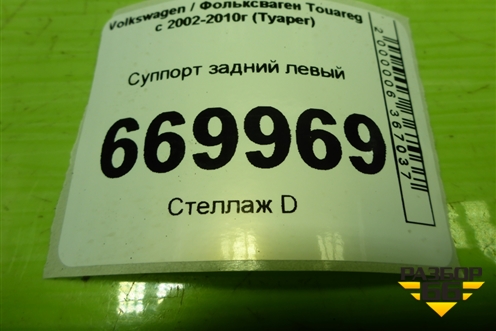 Volkswagen / Фольксваген Touareg
с 2002-2010г (Туарег)
Суппорт задний левый
669969
Стеллаж D
2000006367037
РАЗБОР